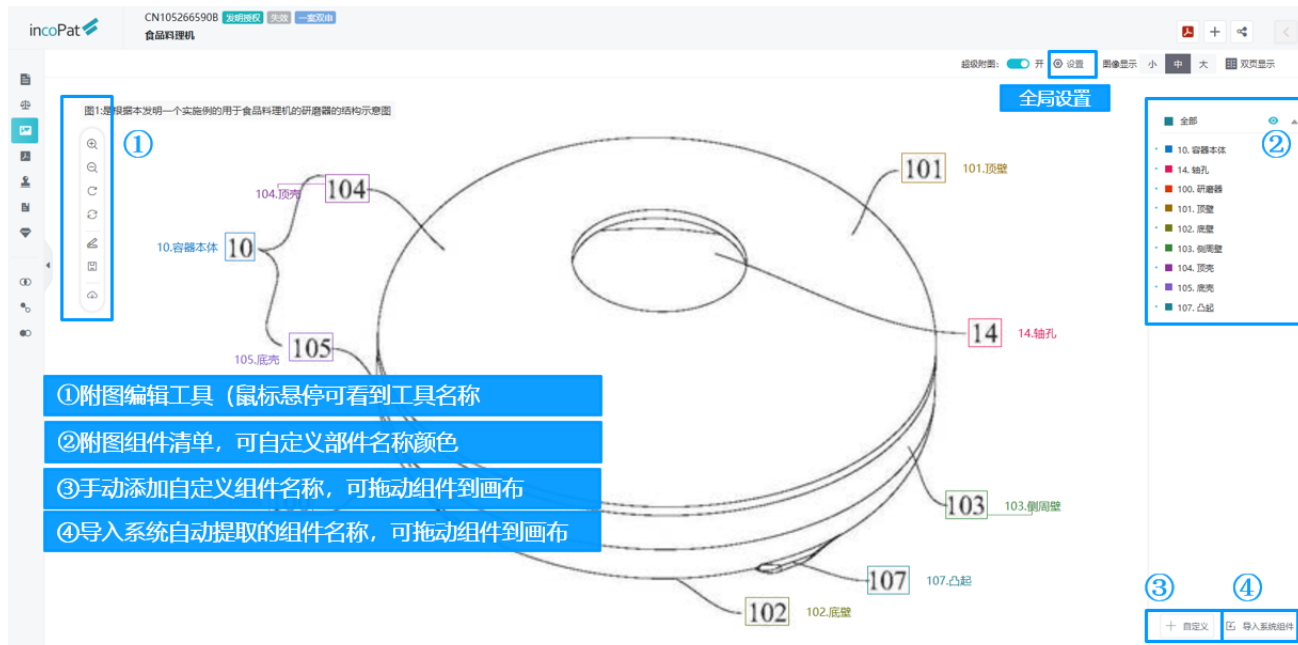 incoPat
CN105266590B 发明授权 失效 一案双申
食品料理机
超级附图: 开 设置 图像显示 小 中 大 双页显示
全局设置
图1:是根据本发明一个实施例的用于食品料理机的研磨器的结构示意图
①
全部
②
10. 容器本体
14. 轴孔
100. 研磨器
101. 顶壁
102. 底壁
103. 侧周壁
104. 顶壳
105. 底壳
107. 凸起
101 101.顶壁
104.顶壳 104
10.容器本体 10
14 14.轴孔
105.底壳 105
①附图编辑工具（鼠标悬停可看到工具名称
②附图组件清单，可自定义部件名称颜色
③手动添加自定义组件名称，可拖动组件到画布
④导入系统自动提取的组件名称，可拖动组件到画布
103 103.侧周壁
107 107.凸起
102 102.底壁
③ ④
自定义 导入系统组件